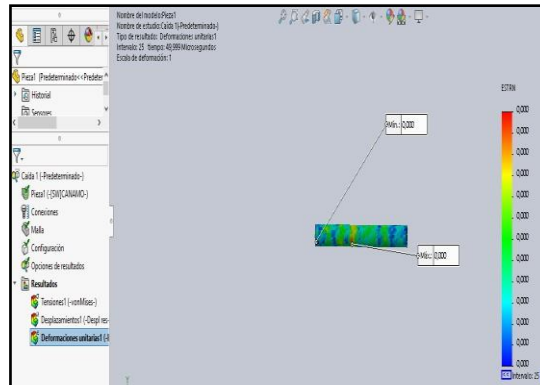 Nombre del modelo:Pieza1
Nombre de estudio:Caída 1(-Predeterminado-)
Tipo de resultado: Deformaciones unitarias1
Intervalo: 25 tiempo: 49,999 Microsegundos
Escala de deformación: 1
Pieza1 (Predeterminado<<Predeter
Historial
Sensores
Caída 1 (-Predeterminado-)
Pieza1 (-[SW]CANAMO-)
Conexiones
Malla
Configuración
Opciones de resultados
Resultados
Tensiones1 (-vonMises-)
Desplazamientos1 (-Despl res-
Deformaciones unitarias1 (-
Mín.: 0,000
Máx.: 0,000
ESTRN
0,000
0,000
0,000
0,000
0,000
0,000
0,000
0,000
0,000
0,000
0,000
0,000
0,000
Intervalo: 25
Y